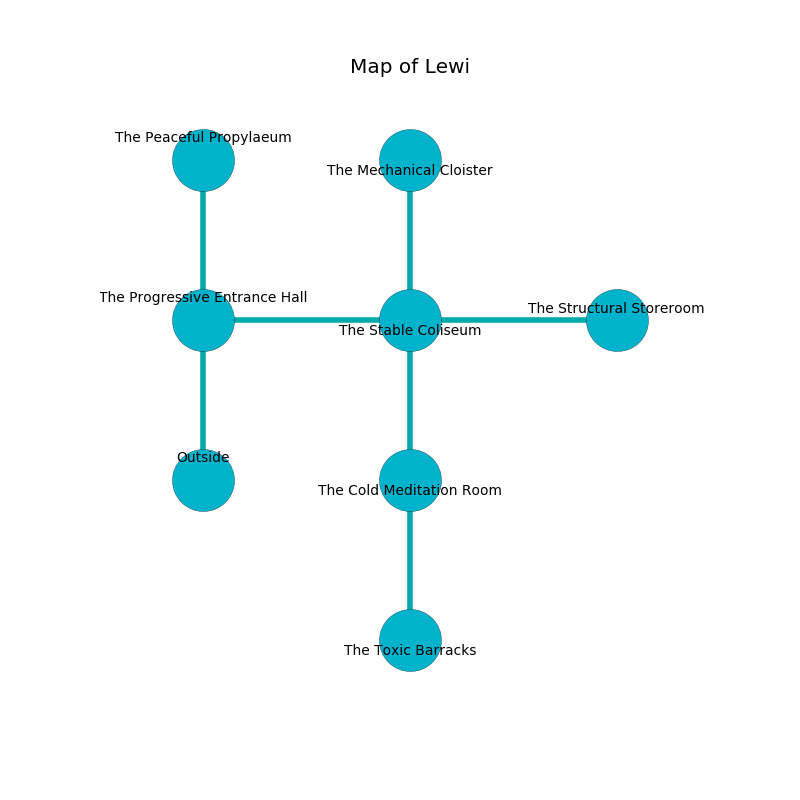 Map of Lewi
The Peaceful Propylaeum
The Mechanical Cloister
The Progressive Entrance Hall
The Structural Storeroom
The Stable Coliseum
Outside
The Cold Meditation Room
The Toxic Barracks